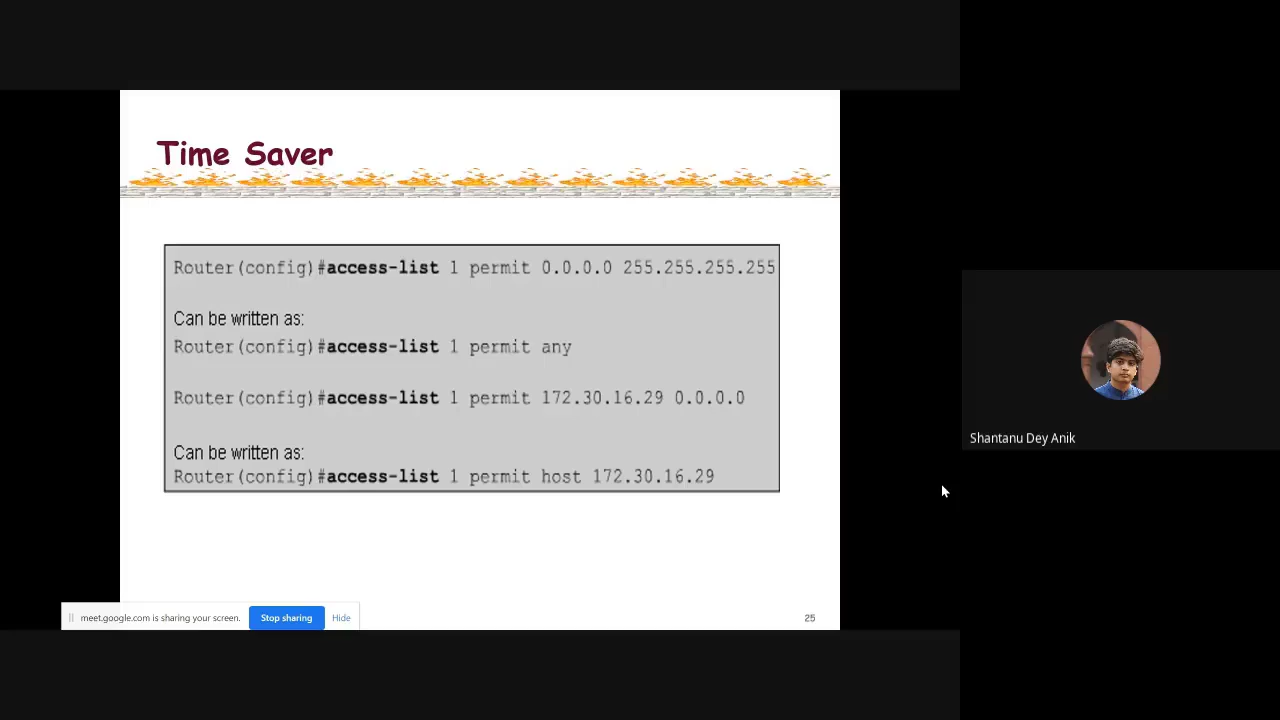 Time Saver
Router(config)#access-list 1 permit 0.0.0.0 255.255.255.255
Can be written as:
Router(config)#access-list 1 permit any
Router(config)#access-list 1 permit 172.30.16.29 0.0.0.0
Can be written as:
Router(config)#access-list 1 permit host 172.30.16.29
meet.google.com is sharing your screen. Stop sharing Hide
25
Shantanu Dey Anik